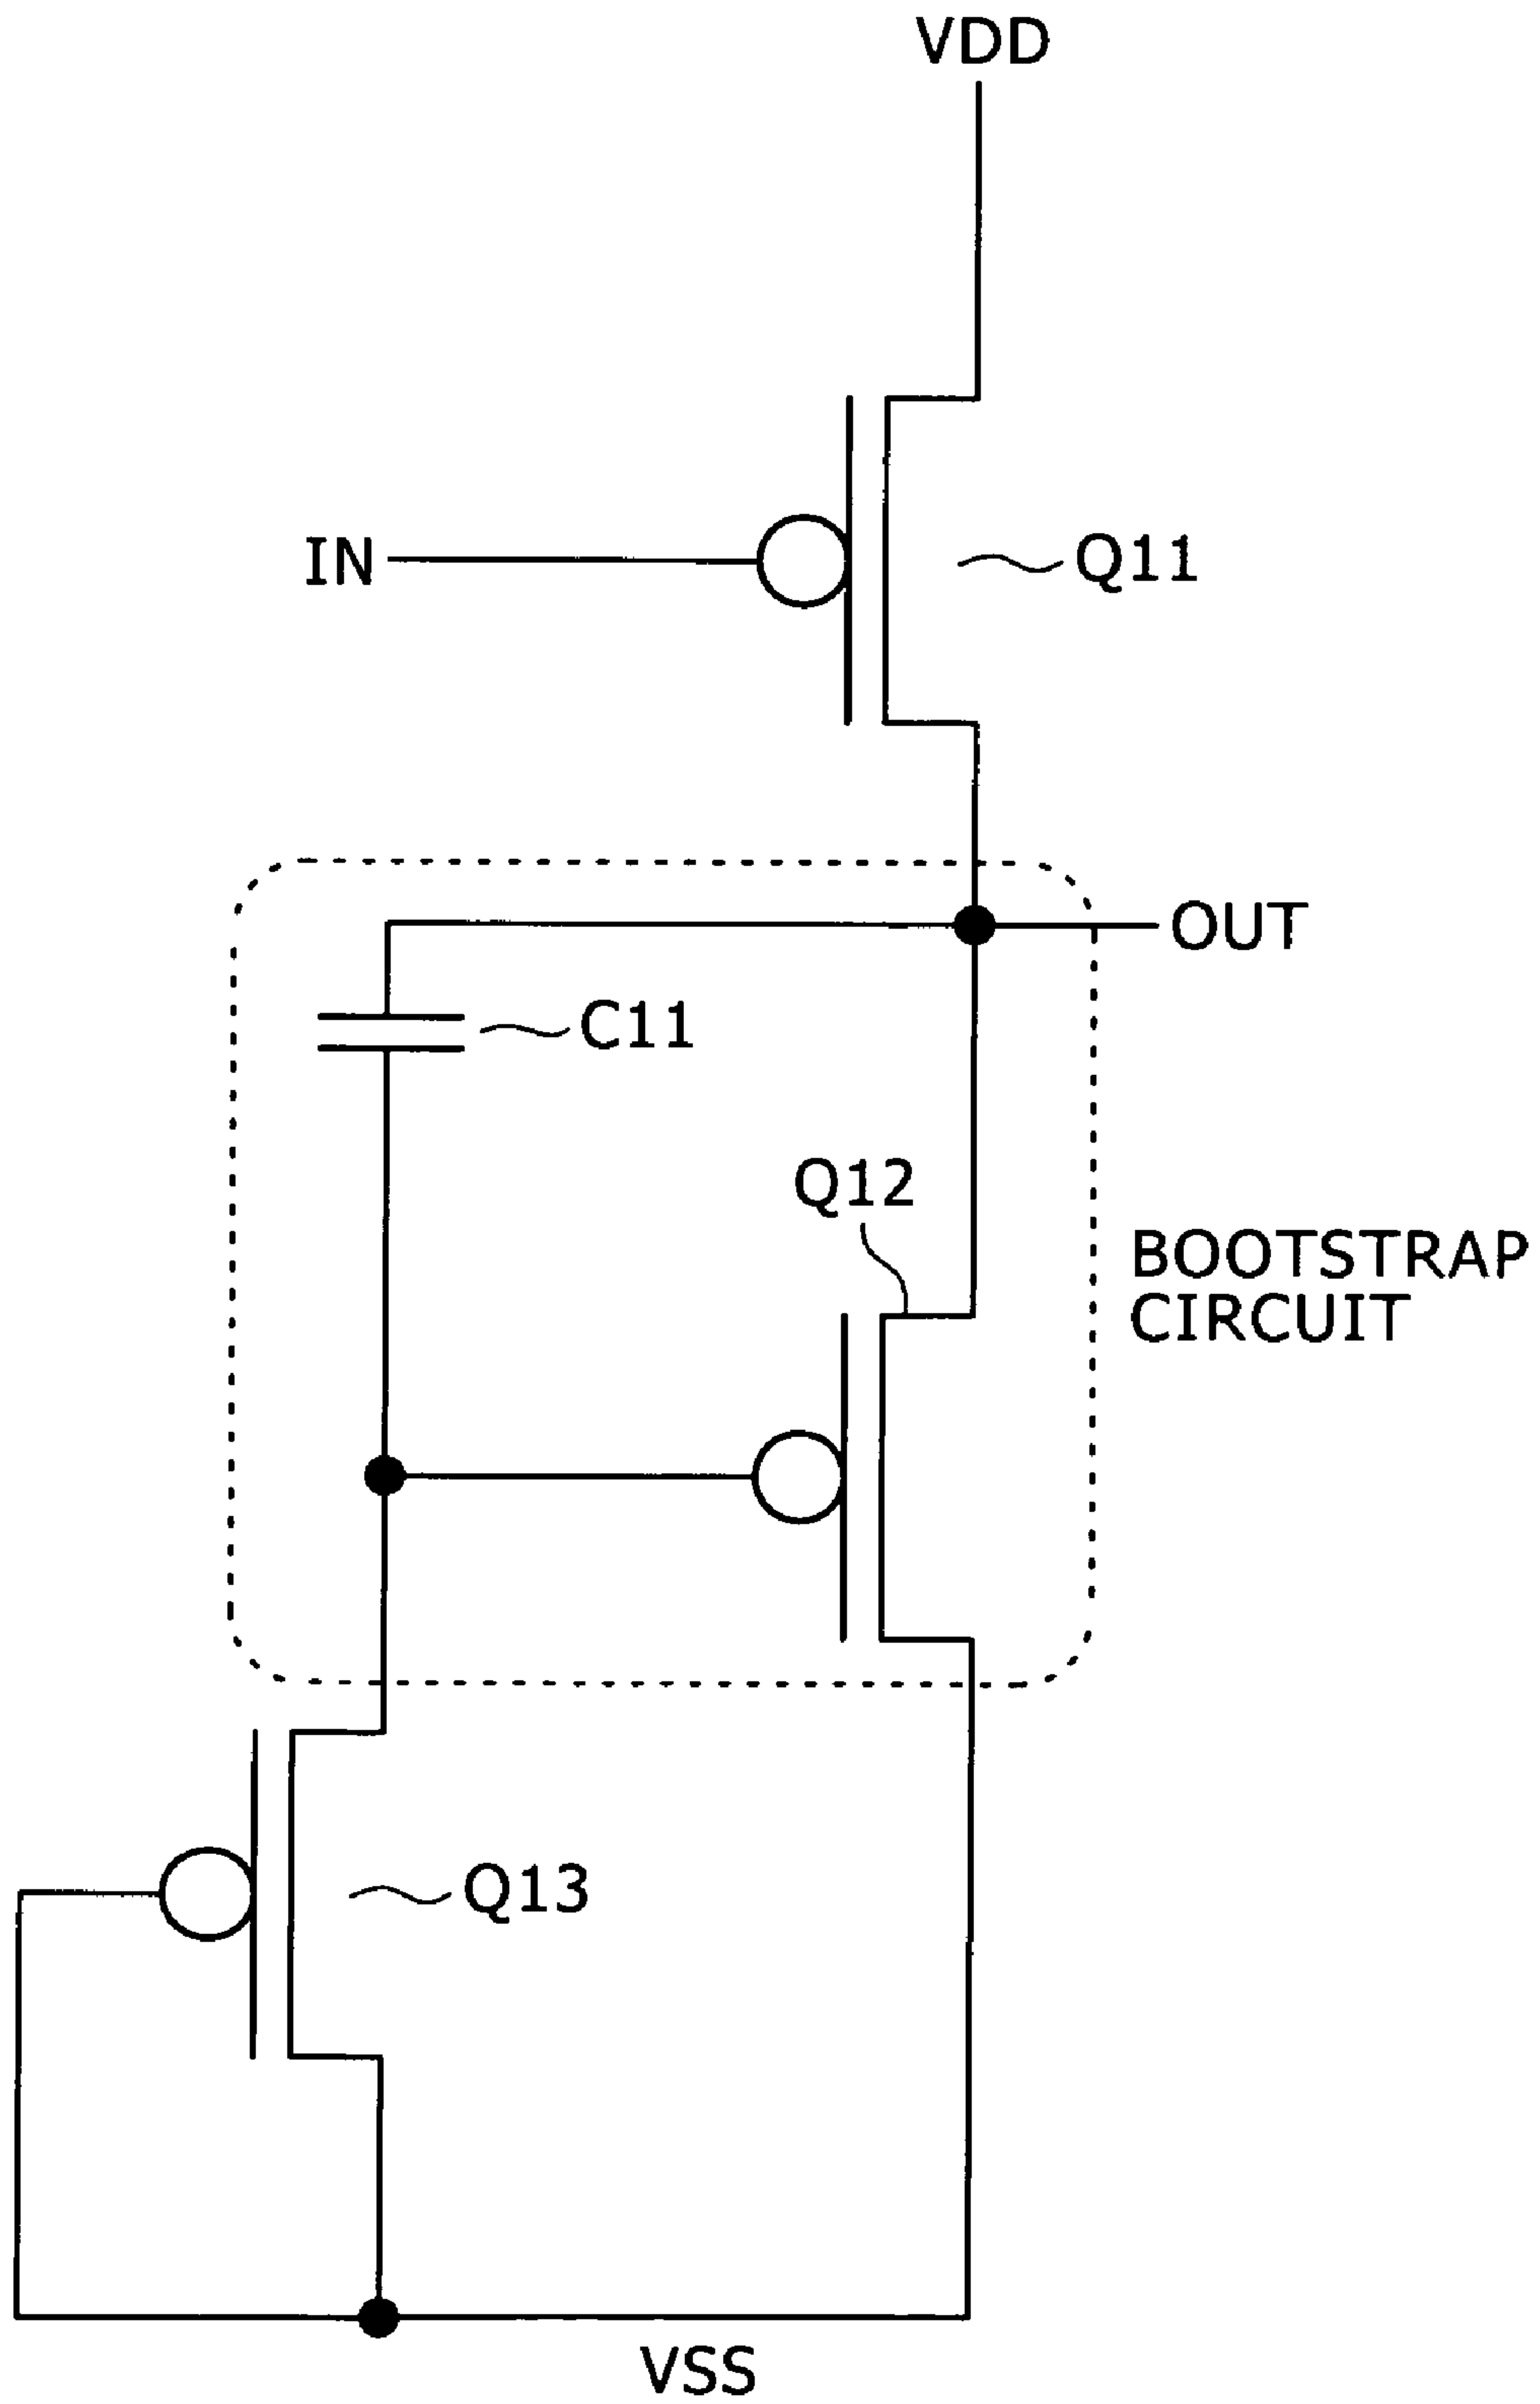 VDD
IN
Q11
OUT
C11
Q12
BOOTSTRAP
CIRCUIT
Q13
VSS